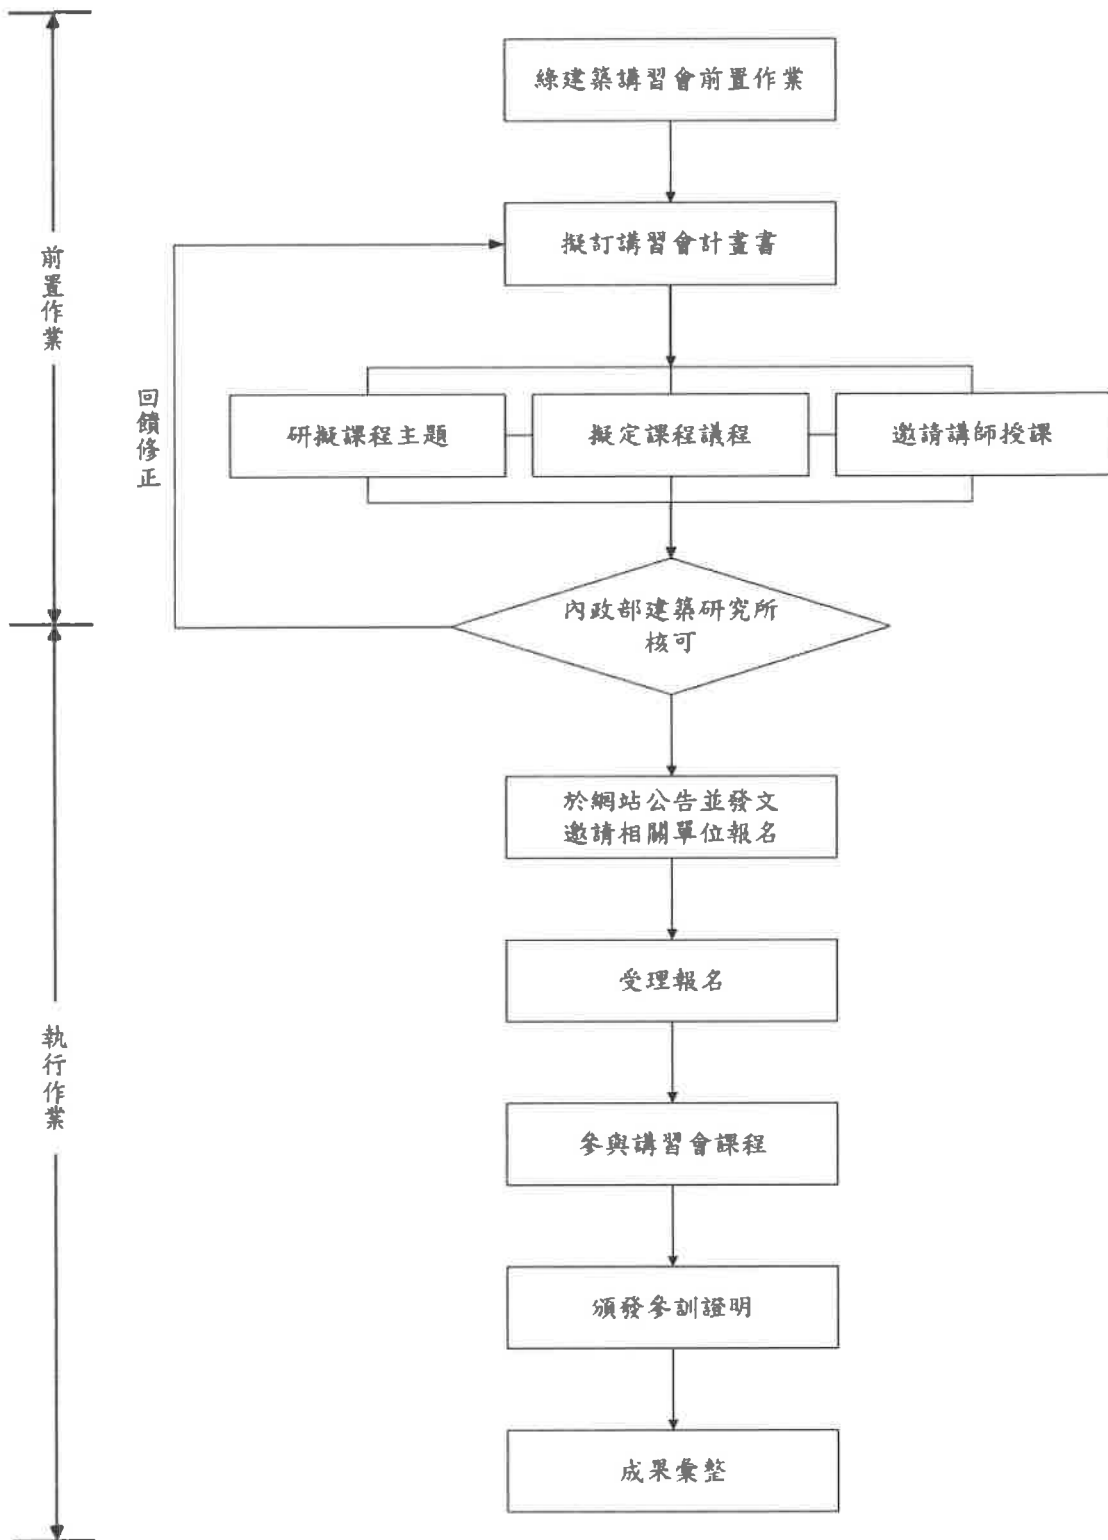 綠建築講習會前置作業
擬訂講習會計畫書
前置作業
回饋修正
研擬課程主題
擬定課程議程
邀請講師授課
內政部建築研究所
核可
於網站公告並發文
邀請相關單位報名
受理報名
執行作業
參與講習會課程
頒發參訓證明
成果彙整